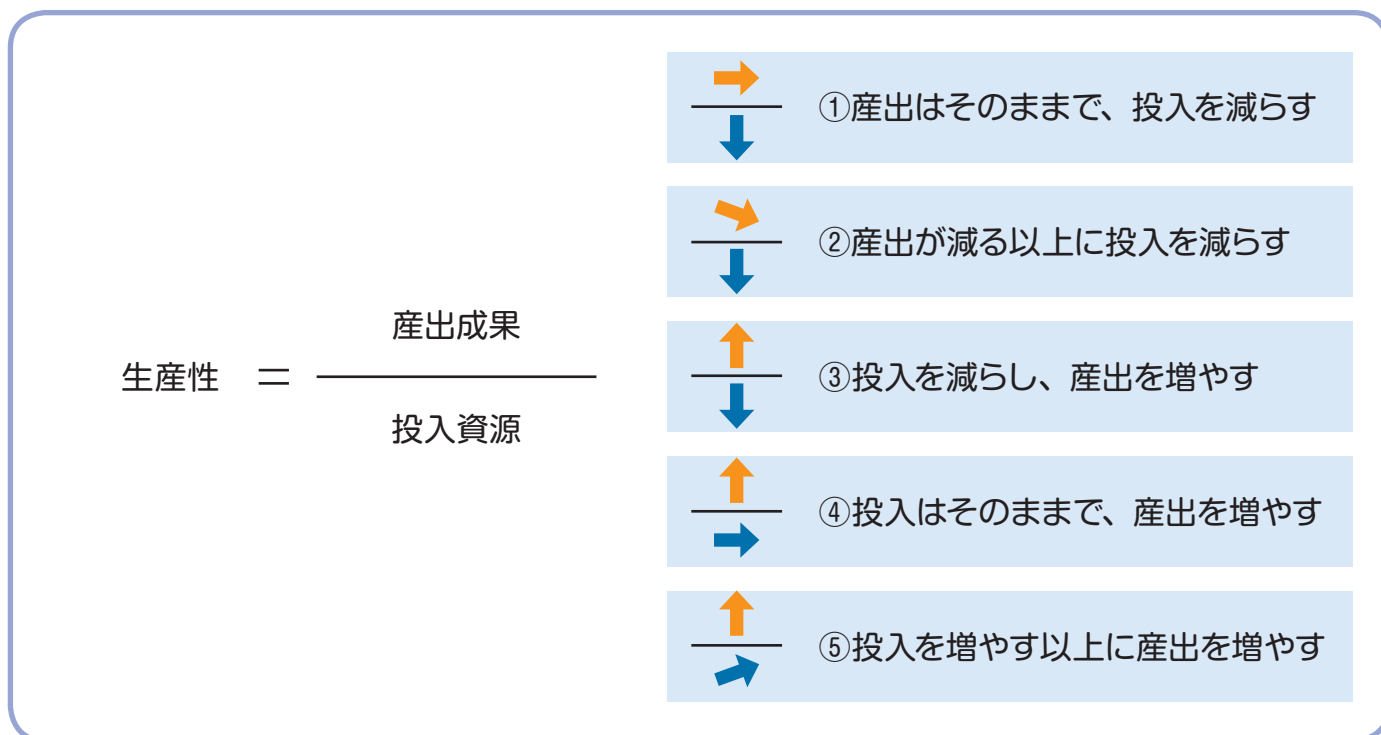 生産性 =
産出成果
投入資源
①産出はそのままで、投入を減らす
②産出が減る以上に投入を減らす
③投入を減らし、産出を増やす
④投入はそのままで、産出を増やす
⑤投入を増やす以上に産出を増やす